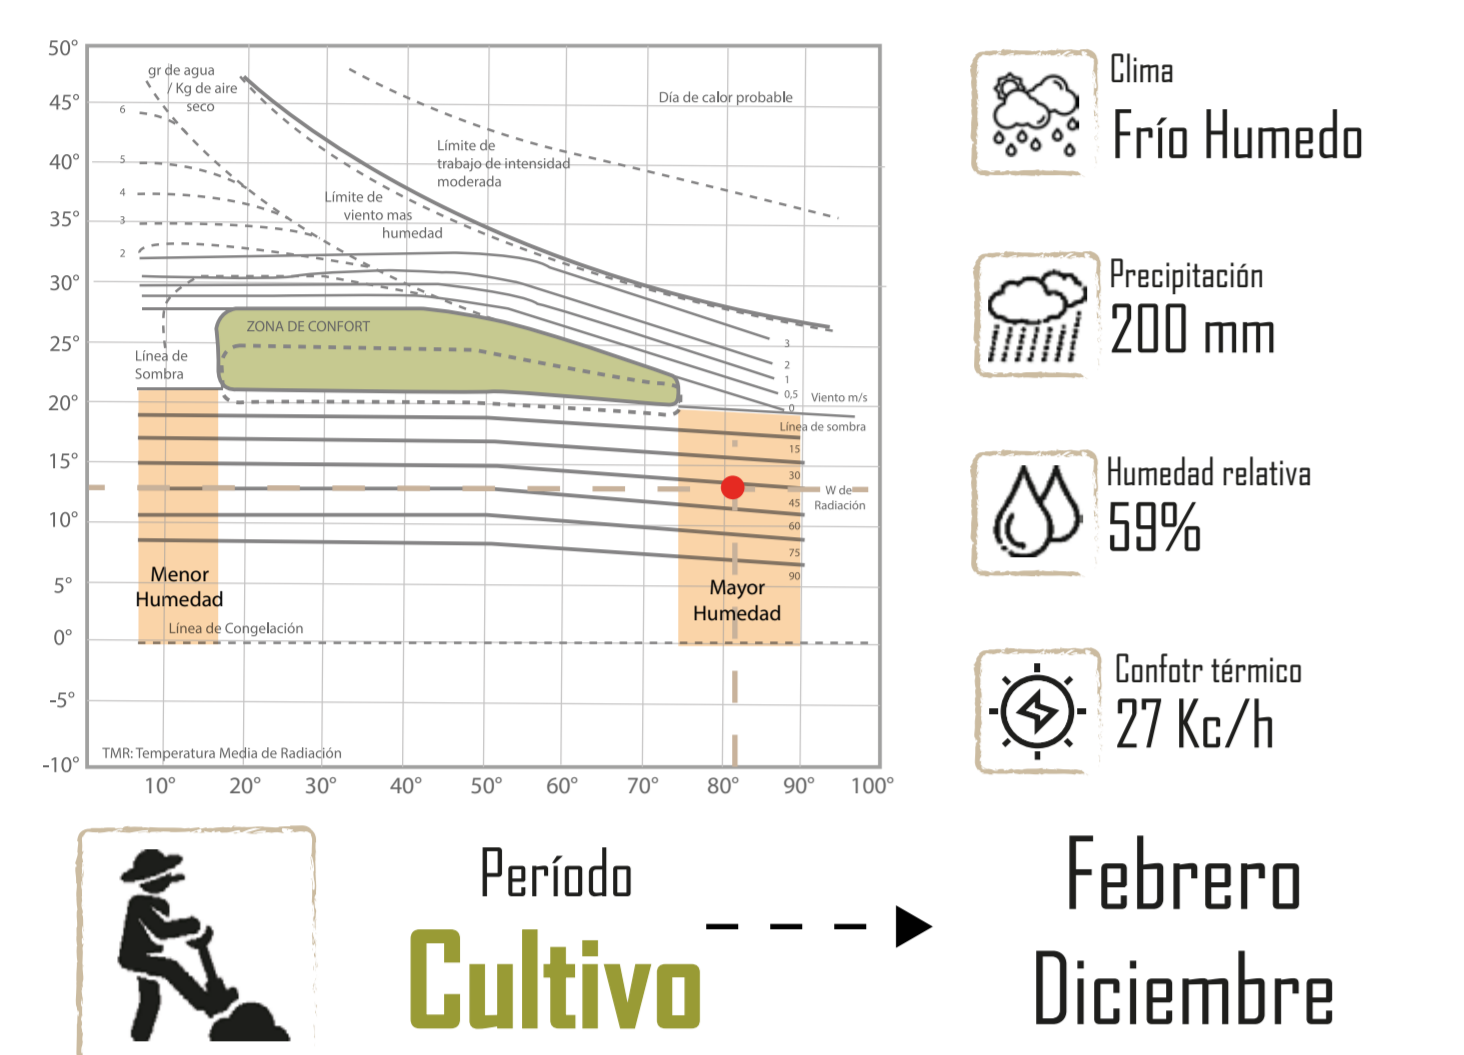 50°
45°
40°
35°
30°
25°
20°
15°
10°
5°
0°
-5°
-10°
10°
20°
30°
40°
50°
60°
70°
80°
90°
100°
gr de agua
/ Kg de aire
seco
6
5
4
3
2
Día de calor probable
Límite de
trabajo de intensidad
moderada
Límite de
viento mas
humedad
ZONA DE CONFORT
Línea de
Sombra
3
2
1
0,5
0
Viento m/s
Línea de sombra
15
30
45
60
75
90
W de
Radiación
Menor
Humedad
Mayor
Humedad
Línea de Congelación
TMR: Temperatura Media de Radiación
Clima
Frío Humedo
Precipitación
200 mm
Humedad relativa
59%
Confotr térmico
27 Kc/h
Período
Cultivo
Febrero
Diciembre